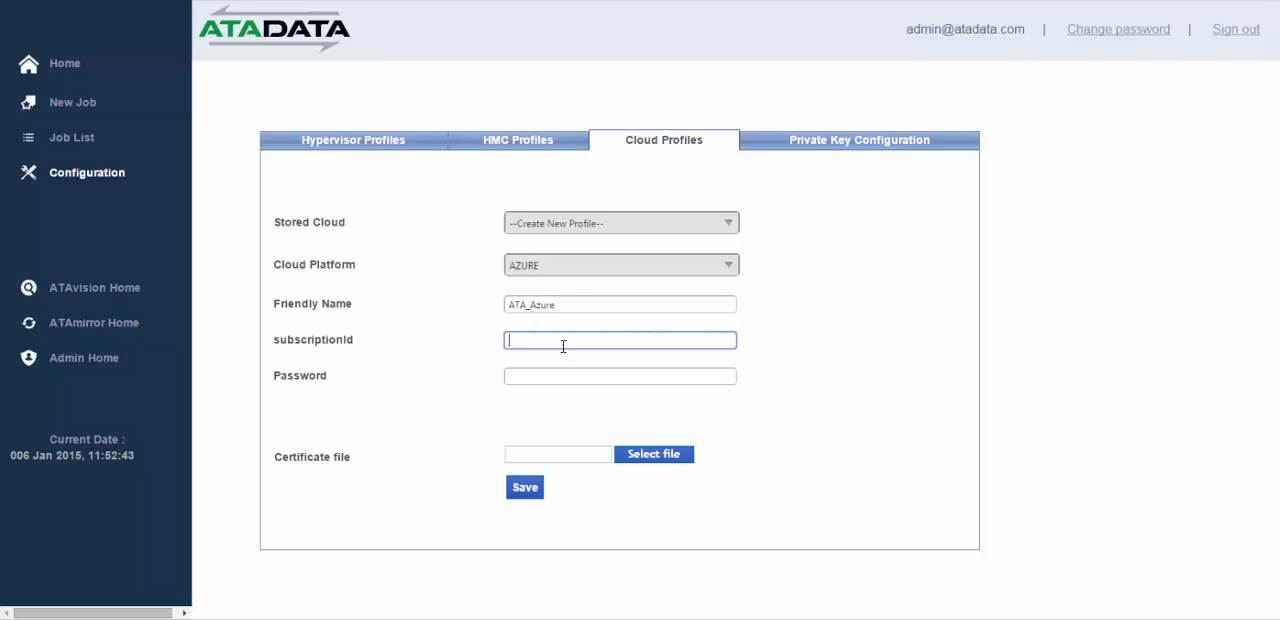 ATADATA
admin@atadata.com | Change password | Sign out
Home
New Job
Job List
Configuration
ATAvision Home
ATAmirror Home
Admin Home
Current Date :
006 Jan 2015, 11:52:43
Hypervisor Profiles HMC Profiles Cloud Profiles Private Key Configuration
Stored Cloud --Create New Profile--
Cloud Platform AZURE
Friendly Name ATA_Azure
subscriptionId
Password
Certificate file Select file
Save